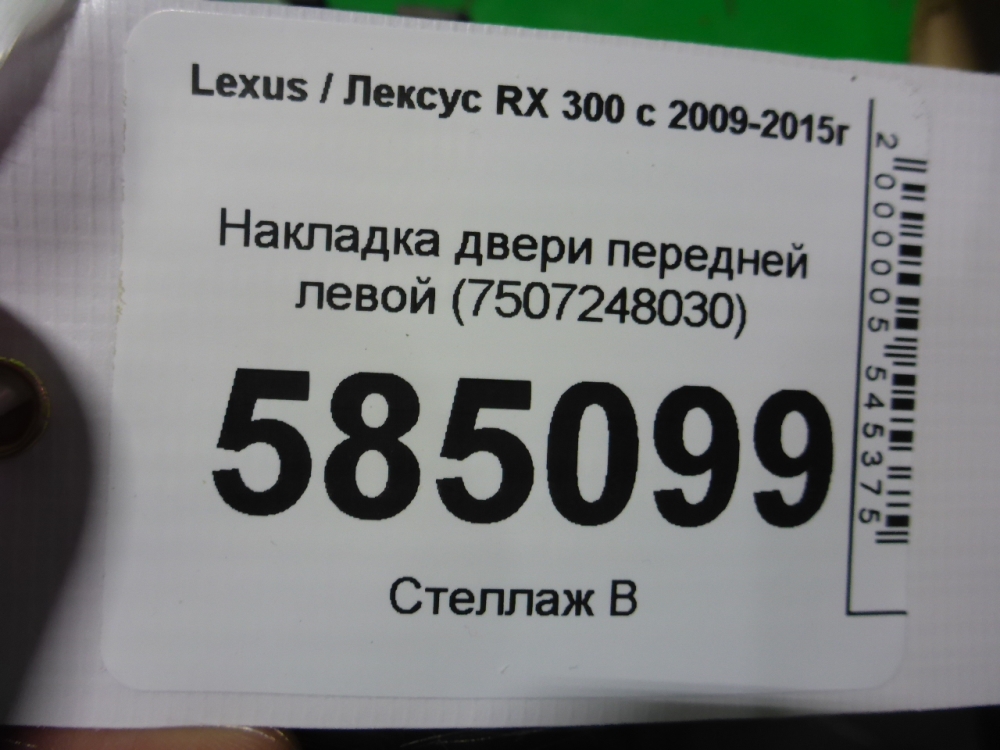 Lexus / Лексус RX 300 с 2009-2015г
Накладка двери передней
левой (7507248030)
585099
Стеллаж В
2000005545375